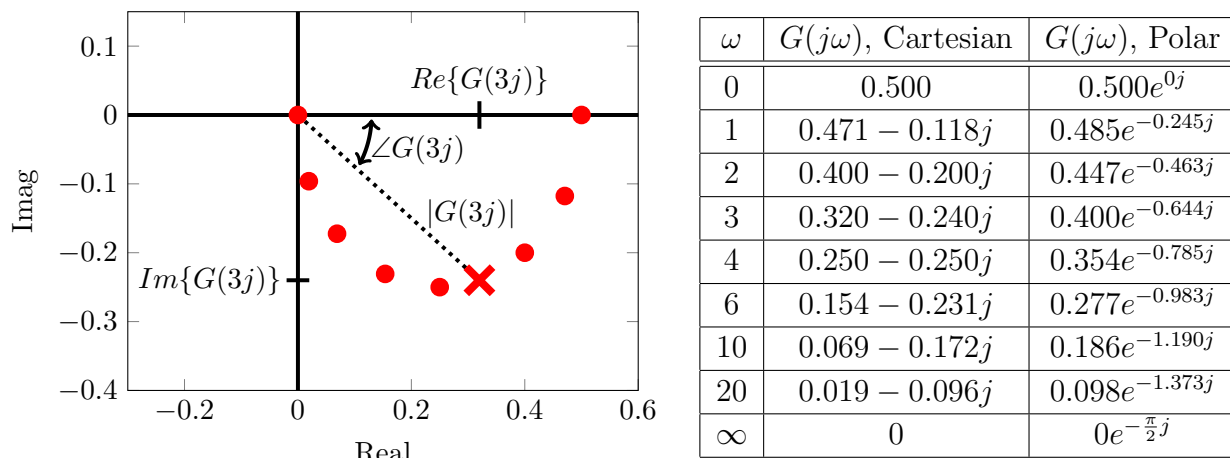 0.1
0
−0.1
−0.2
−0.3
−0.4
−0.2
0
0.2
0.4
0.6
Imag
Real
Re{G(3j)}
∠G(3j)
|G(3j)|
Im{G(3j)}
ω G(jω), Cartesian G(jω), Polar
0 0.500 0.500e^{0j}
1 0.471 − 0.118j 0.485e^{−0.245j}
2 0.400 − 0.200j 0.447e^{−0.463j}
3 0.320 − 0.240j 0.400e^{−0.644j}
4 0.250 − 0.250j 0.354e^{−0.785j}
6 0.154 − 0.231j 0.277e^{−0.983j}
10 0.069 − 0.172j 0.186e^{−1.190j}
20 0.019 − 0.096j 0.098e^{−1.373j}
∞ 0 0e^{−\frac{π}{2}j}